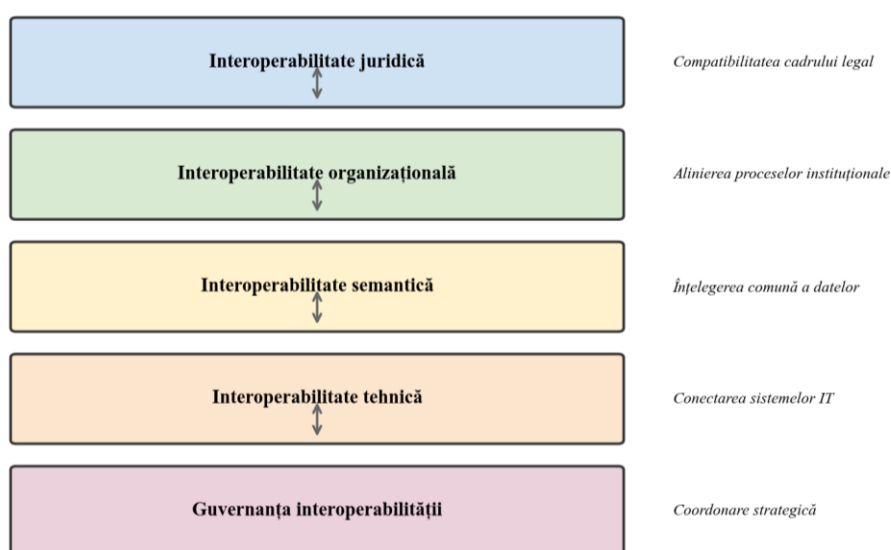 Interoperabilitate juridică
Compatibilitatea cadrului legal
Interoperabilitate organizațională
Alinierea proceselor instituționale
Interoperabilitate semantică
Înțelegerea comună a datelor
Interoperabilitate tehnică
Conectarea sistemelor IT
Guvernanța interoperabilității
Coordonare strategică